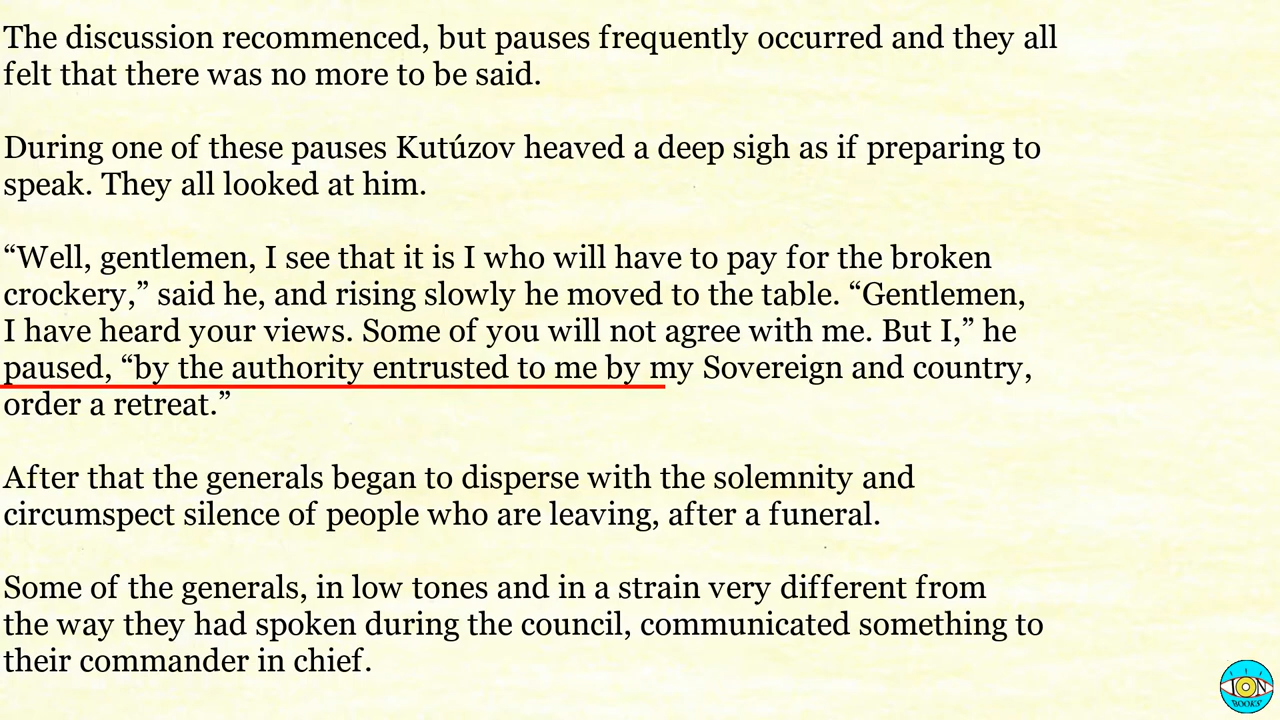 The discussion recommenced, but pauses frequently occurred and they all
felt that there was no more to be said.
During one of these pauses Kutúzov heaved a deep sigh as if preparing to
speak. They all looked at him.
“Well, gentlemen, I see that it is I who will have to pay for the broken
crockery,” said he, and rising slowly he moved to the table. “Gentlemen,
I have heard your views. Some of you will not agree with me. But I,” he
paused, “by the authority entrusted to me by my Sovereign and country,
order a retreat.”
After that the generals began to disperse with the solemnity and
circumspect silence of people who are leaving, after a funeral.
Some of the generals, in low tones and in a strain very different from
the way they had spoken during the council, communicated something to
their commander in chief.
ION
BOOKS